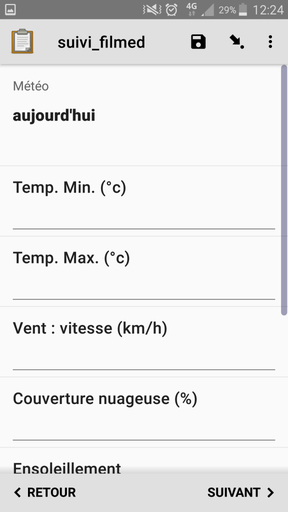 4G
29%
12:24
suivi_filmed
Météo
aujourd'hui
Temp. Min. (°c)
Temp. Max. (°c)
Vent : vitesse (km/h)
Couverture nuageuse (%)
Ensoleillement
RETOUR
SUIVANT